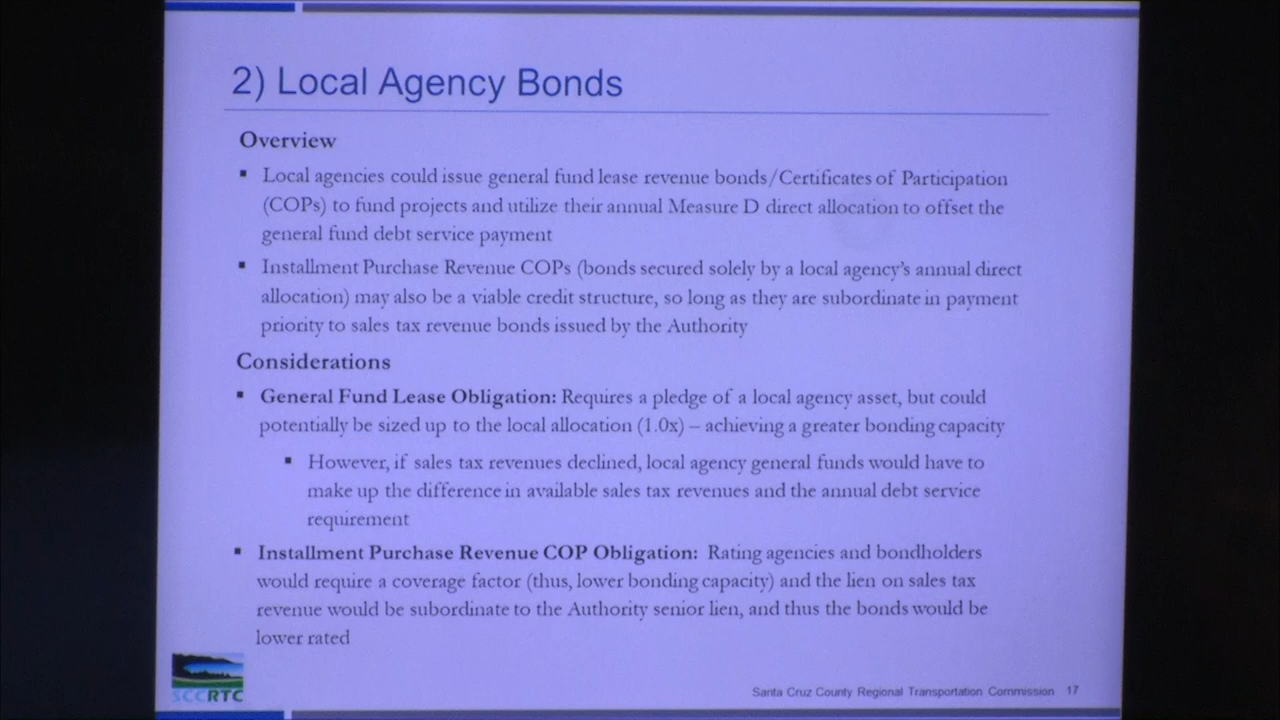 2) Local Agency Bonds
Overview
▪ Local agencies could issue general fund lease revenue bonds/Certificates of Participation
(COPs) to fund projects and utilize their annual Measure D direct allocation to offset the
general fund debt service payment
▪ Installment Purchase Revenue COPs (bonds secured solely by a local agency's annual direct
allocation) may also be a viable credit structure, so long as they are subordinate in payment
priority to sales tax revenue bonds issued by the Authority
Considerations
▪ General Fund Lease Obligation: Requires a pledge of a local agency asset, but could
potentially be sized up to the local allocation (1.0x) – achieving a greater bonding capacity
▪ However, if sales tax revenues declined, local agency general funds would have to
make up the difference in available sales tax revenues and the annual debt service
requirement
▪ Installment Purchase Revenue COP Obligation: Rating agencies and bondholders
would require a coverage factor (thus, lower bonding capacity) and the lien on sales tax
revenue would be subordinate to the Authority senior lien, and thus the bonds would be
lower rated
SCCRTC
Santa Cruz County Regional Transportation Commission 17